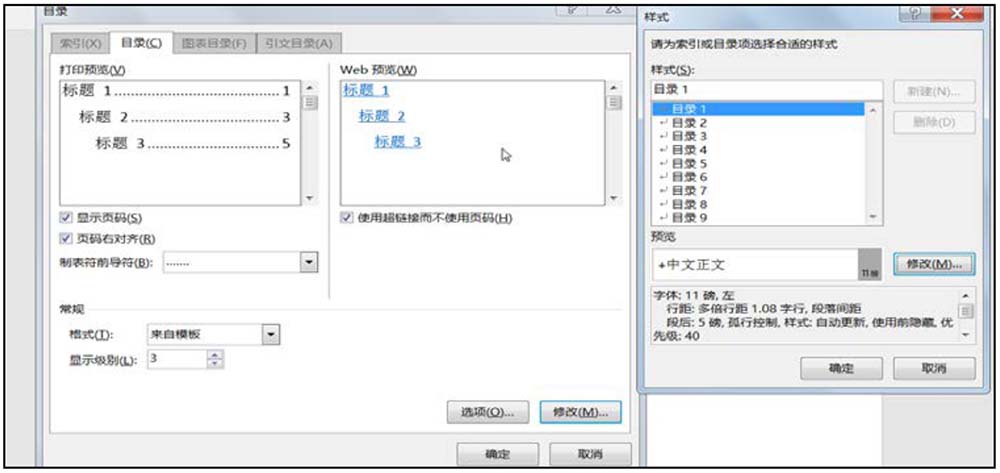 目录
索引(X) 目录(C) 图表目录(F) 引文目录(A)
打印预览(V)
标题 1 ........................................ 1
标题 2 .................................... 3
标题 3 ................................ 5
Web 预览(W)
标题 1
标题 2
标题 3
显示页码(S)
页码右对齐(R)
制表符前导符(B): .......
使用超链接而不使用页码(H)
常规
格式(T): 来自模板
显示级别(L): 3
选项(O)... 修改(M)...
确定 取消
样式
请为索引或目录项选择合适的样式
样式(S):
目录 1
目录 1
目录 2
目录 3
目录 4
目录 5
目录 6
目录 7
目录 8
目录 9
新建(N)...
删除(D)
预览
+中文正文 11 磅
修改(M)...
字体: 11 磅, 左
行距: 多倍行距 1.08 字行, 段落间距
段后: 5 磅, 孤行控制, 样式: 自动更新, 使用前隐藏, 优
先级: 40
确定 取消